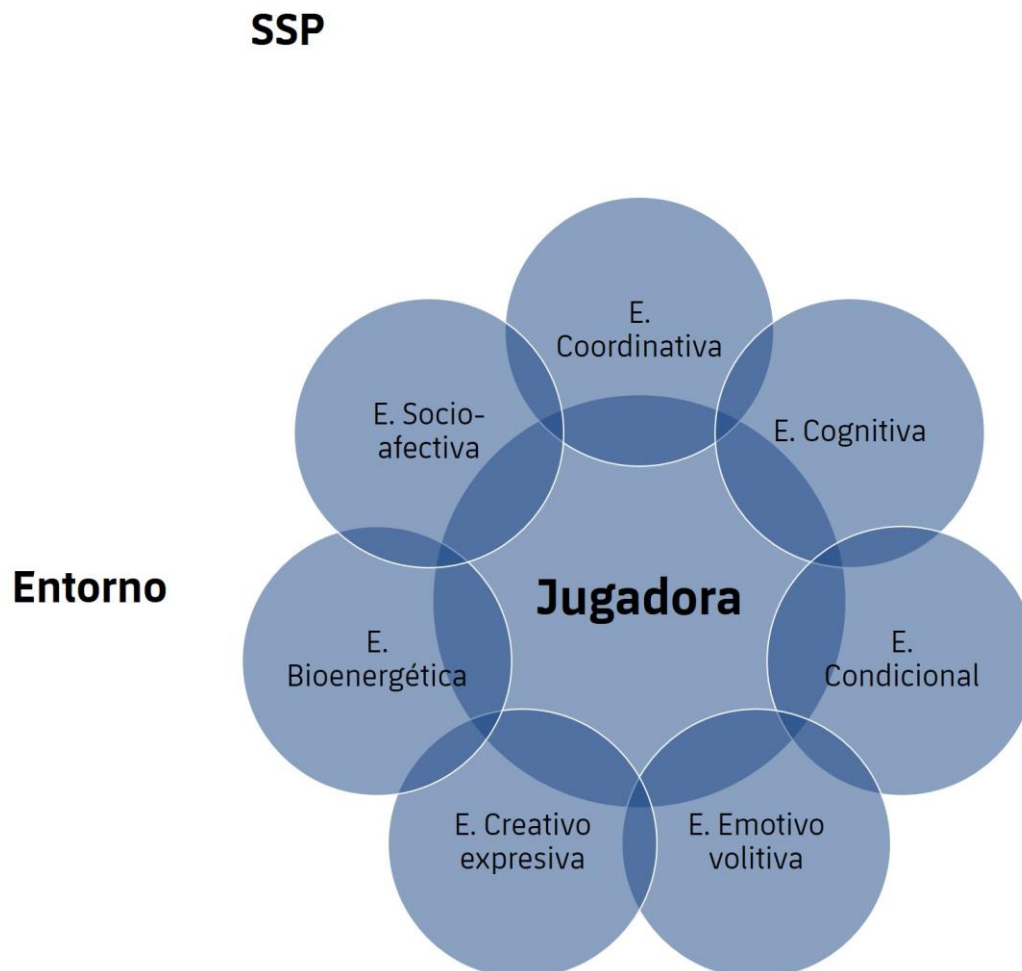 SSP
E.
Coordinativa
E. Socio-
afectiva
E. Cognitiva
Entorno
Jugadora
E.
Bioenergética
E.
Condicional
E. Creativo
expresiva
E. Emotivo
volitiva